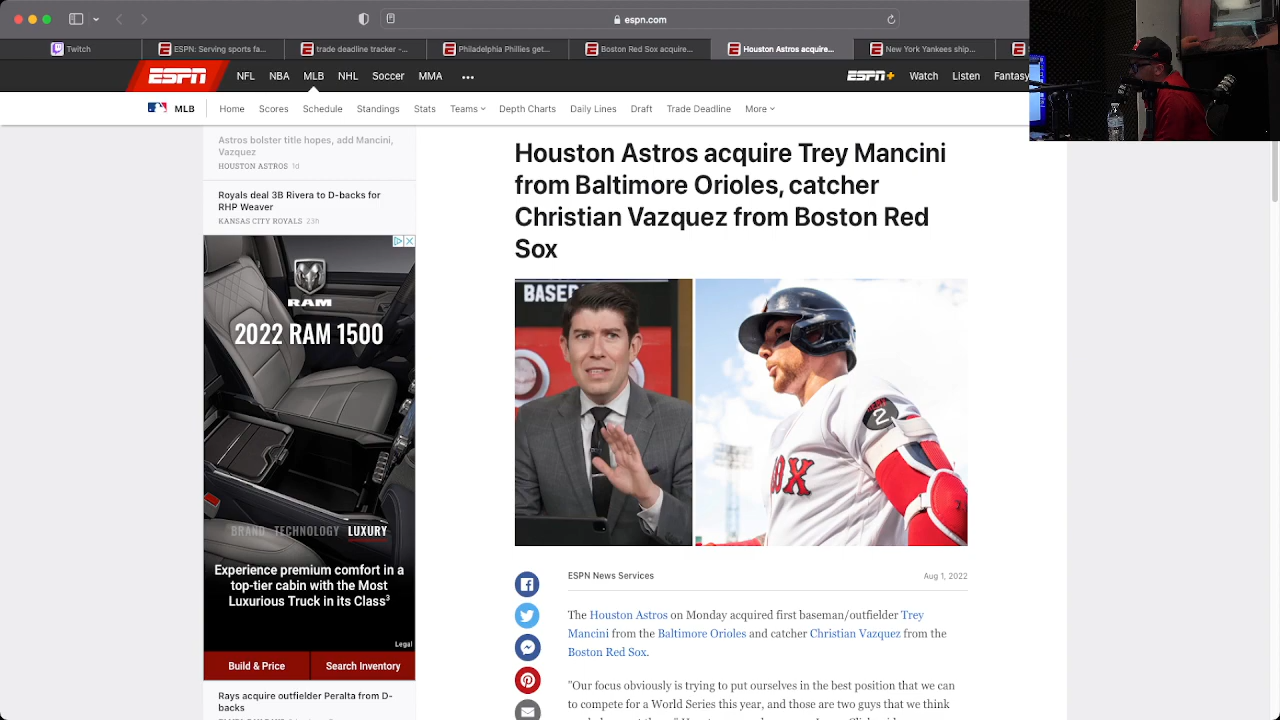 espn.com
Twitch
ESPN: Serving sports fa...
trade deadline tracker -...
Philadelphia Phillies get...
Boston Red Sox acquire...
Houston Astros acquire...
New York Yankees ship...
ESPN
NFL NBA MLB NHL Soccer MMA •••
ESPN+ Watch Listen Fantasy
MLB Home Scores Schedule Standings Stats Teams Depth Charts Daily Lines Draft Trade Deadline More
Astros bolster title hopes, add Mancini,
Vazquez
HOUSTON ASTROS 1d
Royals deal 3B Rivera to D-backs for
RHP Weaver
KANSAS CITY ROYALS 23h
RAM
2022 RAM 1500
BRAND TECHNOLOGY LUXURY
Experience premium comfort in a
top-tier cabin with the Most
Luxurious Truck in its Class3
Legal
Build & Price Search Inventory
Rays acquire outfielder Peralta from D-
backs
Houston Astros acquire Trey Mancini
from Baltimore Orioles, catcher
Christian Vazquez from Boston Red
Sox
BASEB
2
OX
ESPN News Services Aug 1, 2022
The Houston Astros on Monday acquired first baseman/outfielder Trey
Mancini from the Baltimore Orioles and catcher Christian Vazquez from the
Boston Red Sox.
"Our focus obviously is trying to put ourselves in the best position that we can
to compete for a World Series this year, and those are two guys that we think